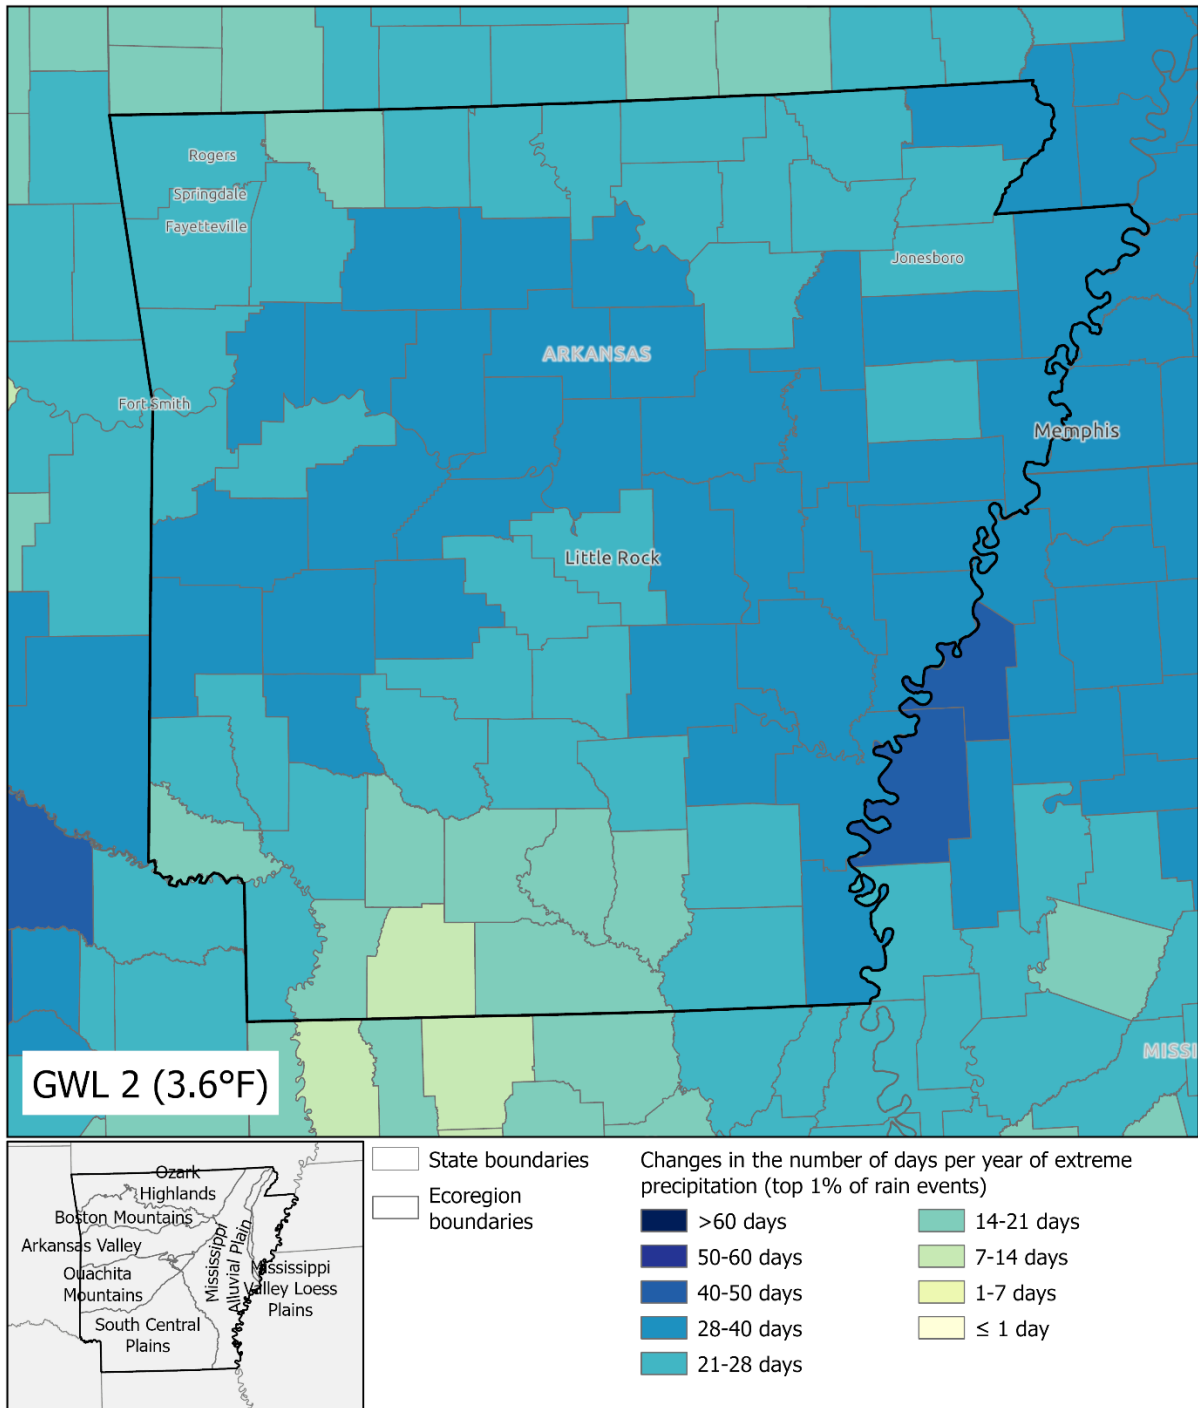 Rogers
Springdale
Fayetteville
Jonesboro
ARKANSAS
Fort Smith
Memphis
Little Rock
MISSI
GWL 2 (3.6°F)
Ozark
Highlands
Boston Mountains
Arkansas Valley
Ouachita
Mountains
South Central
Plains
Mississippi
Alluvial Plain
Mississippi
Valley Loess
Plains
State boundaries
Ecoregion
boundaries
Changes in the number of days per year of extreme
precipitation (top 1% of rain events)
>60 days
50-60 days
40-50 days
28-40 days
21-28 days
14-21 days
7-14 days
1-7 days
≤ 1 day